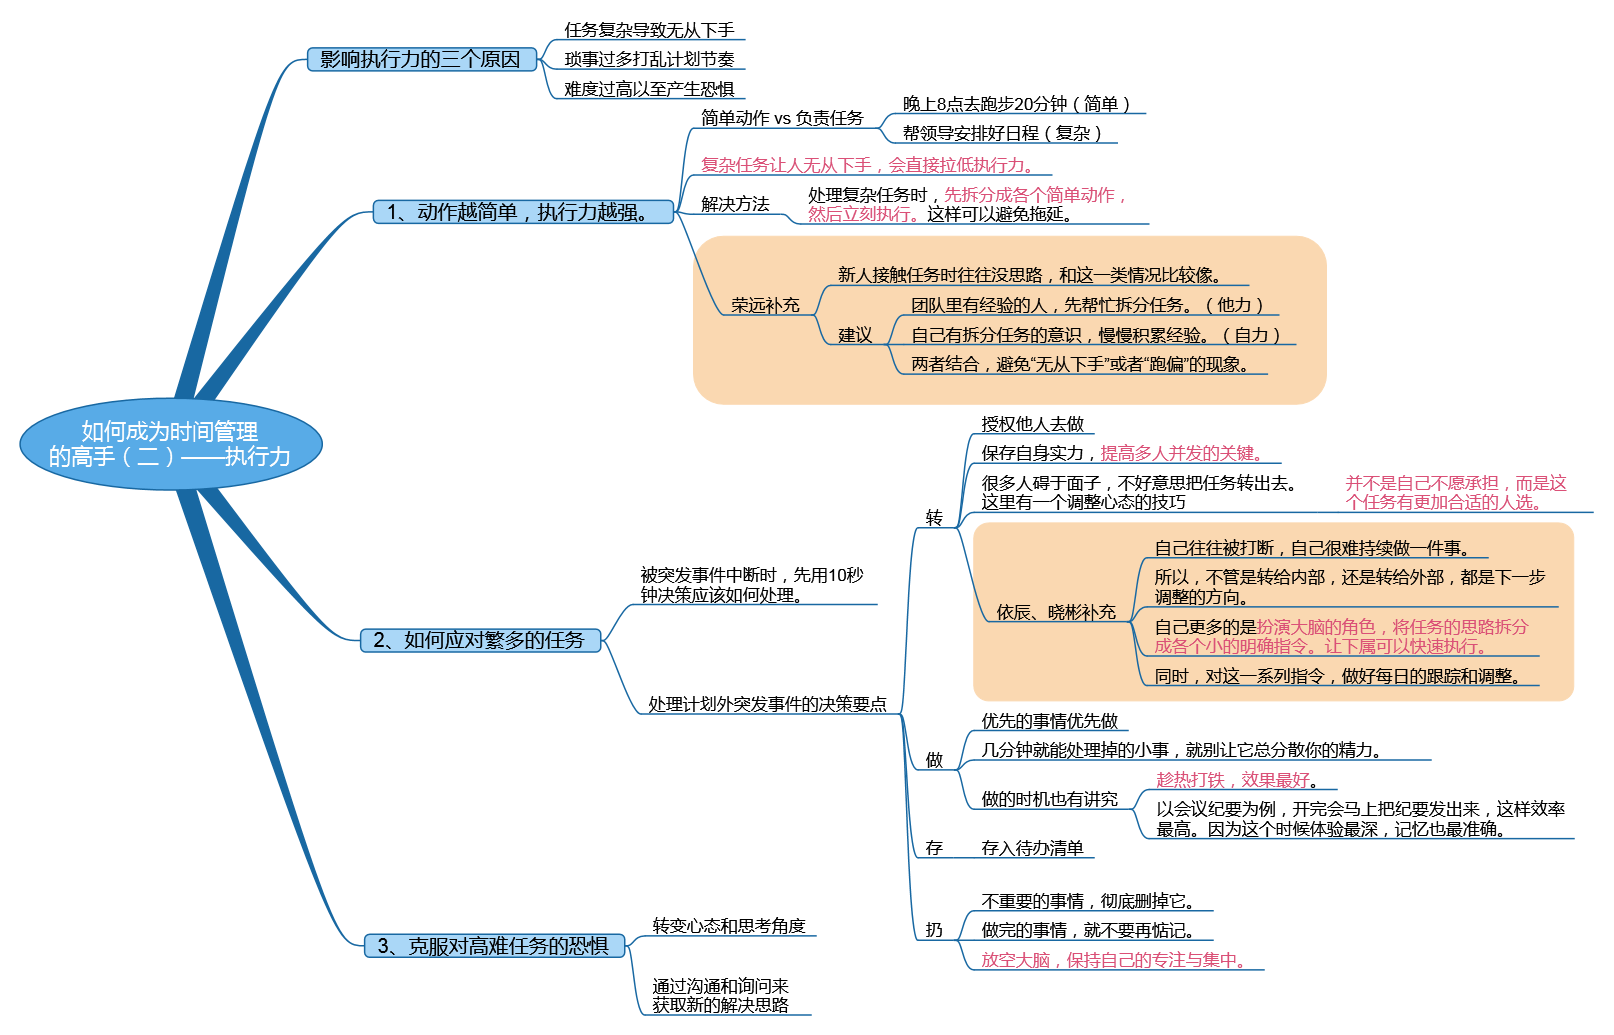 如何成为时间管理
的高手（二）——执行力
影响执行力的三个原因
任务复杂导致无从下手
琐事过多打乱计划节奏
难度过高以至产生恐惧
1、动作越简单，执行力越强。
简单动作 vs 负责任务
晚上8点去跑步20分钟（简单）
帮领导安排好日程（复杂）
复杂任务让人无从下手，会直接拉低执行力。
解决方法
处理复杂任务时，先拆分成各个简单动作，
然后立刻执行。这样可以避免拖延。
荣远补充
新人接触任务时往往没思路，和这一类情况比较像。
建议
团队里有经验的人，先帮忙拆分任务。（他力）
自己有拆分任务的意识，慢慢积累经验。（自力）
两者结合，避免“无从下手”或者“跑偏”的现象。
2、如何应对繁多的任务
被突发事件中断时，先用10秒
钟决策应该如何处理。
处理计划外突发事件的决策要点
转
授权他人去做
保存自身实力，提高多人并发的关键。
很多人碍于面子，不好意思把任务转出去。
这里有一个调整心态的技巧
并不是自己不愿承担，而是这
个任务有更加合适的人选。
依辰、晓彬补充
自己往往被打断，自己很难持续做一件事。
所以，不管是转给内部，还是转给外部，都是下一步
调整的方向。
自己更多的是扮演大脑的角色，将任务的思路拆分
成各个小的明确指令。让下属可以快速执行。
同时，对这一系列指令，做好每日的跟踪和调整。
做
优先的事情优先做
几分钟就能处理掉的小事，就别让它总分散你的精力。
做的时机也有讲究
趁热打铁，效果最好。
以会议纪要为例，开完会马上把纪要发出来，这样效率
最高。因为这个时候体验最深，记忆也最准确。
存
存入待办清单
扔
不重要的事情，彻底删掉它。
做完的事情，就不要再惦记。
放空大脑，保持自己的专注与集中。
3、克服对高难任务的恐惧
转变心态和思考角度
通过沟通和询问来
获取新的解决思路